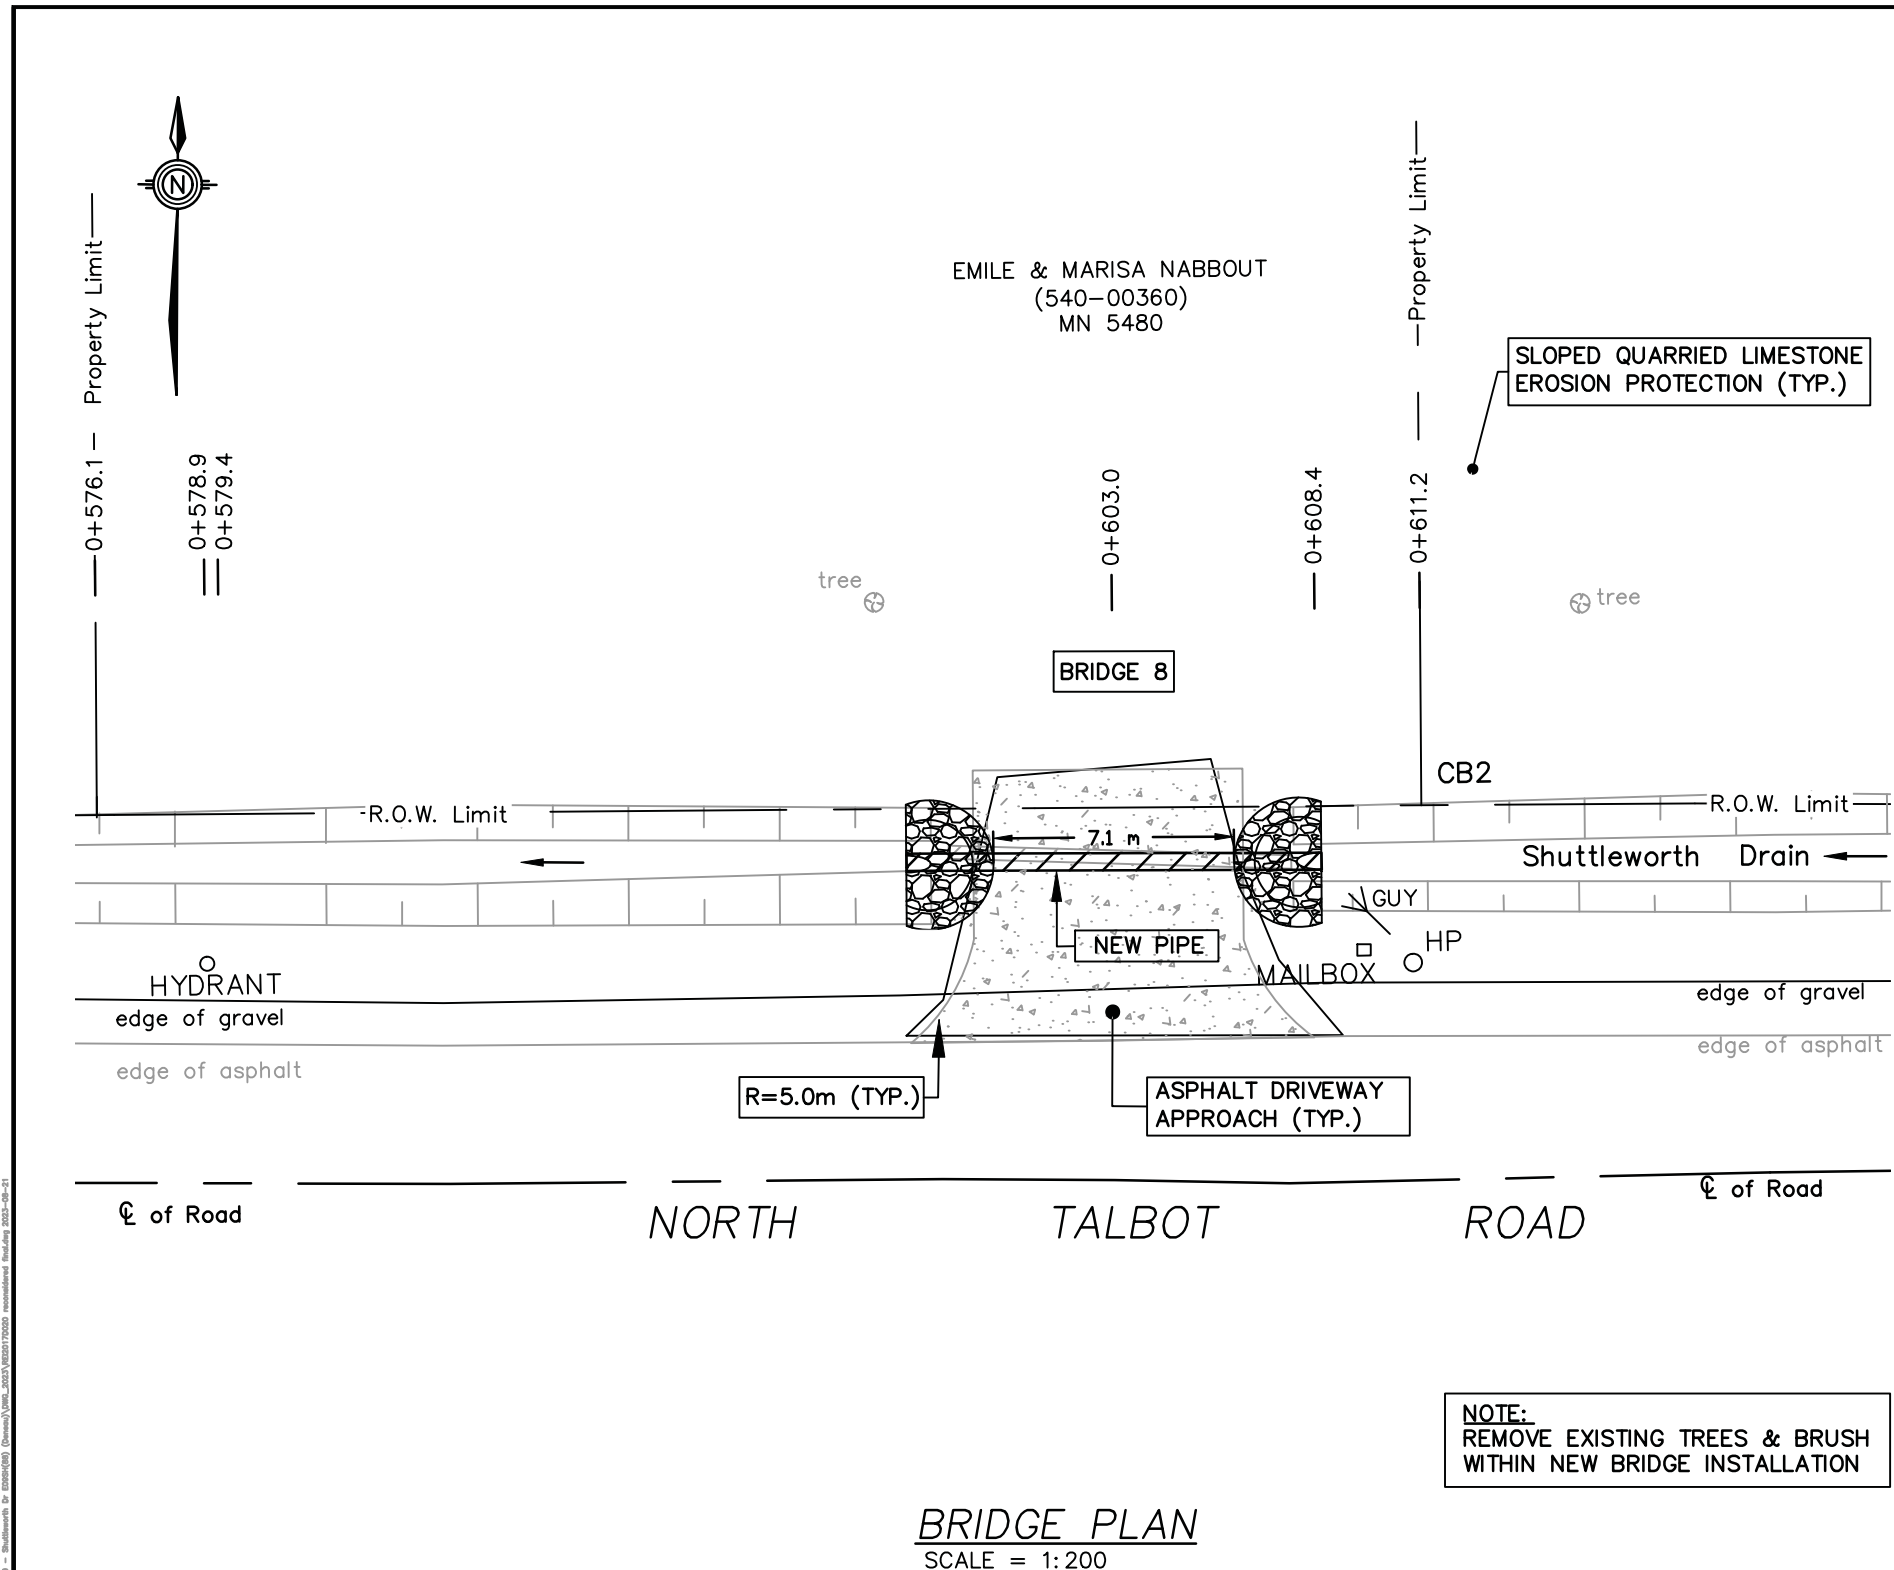 N
Property Limit
Property Limit
EMILE & MARISA NABBOUT
(540-00360)
MN 5480
SLOPED QUARRIED LIMESTONE
EROSION PROTECTION (TYP.)
0+576.1
0+578.9
0+579.4
0+603.0
0+608.4
0+611.2
tree
tree
BRIDGE 8
CB2
R.O.W. Limit
R.O.W. Limit
7.1 m
Shuttleworth Drain
GUY
NEW PIPE
HP
MAILBOX
HYDRANT
edge of gravel
edge of gravel
edge of asphalt
edge of asphalt
R=5.0m (TYP.)
ASPHALT DRIVEWAY
APPROACH (TYP.)
℄ of Road
℄ of Road
NORTH TALBOT ROAD
NOTE:
REMOVE EXISTING TREES & BRUSH
WITHIN NEW BRIDGE INSTALLATION
BRIDGE PLAN
SCALE = 1:200